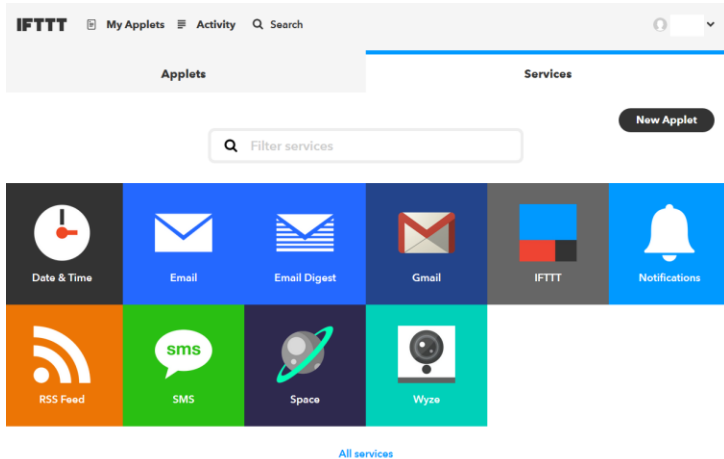 IFTTT My Applets Activity Search
Applets Services
New Applet
Filter services
Date & Time Email Email Digest Gmail IFTTT Notifications
sms
RSS Feed SMS Space Wyze
All services